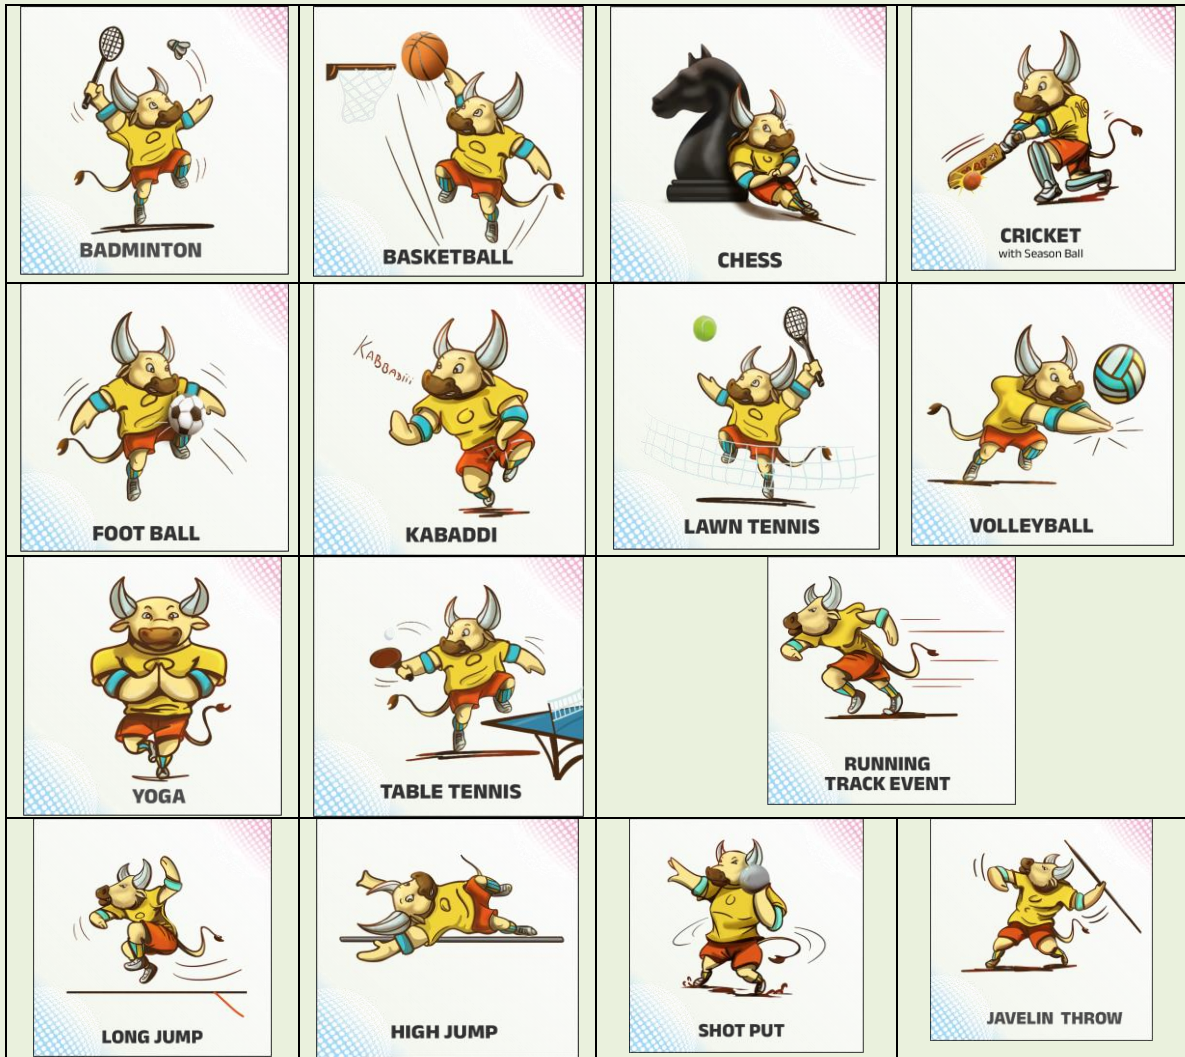 BADMINTON
BASKETBALL
CHESS
CRICKET
with Season Ball
FOOT BALL
KABBADiii
KABADDI
LAWN TENNIS
VOLLEYBALL
YOGA
TABLE TENNIS
RUNNING
TRACK EVENT
LONG JUMP
HIGH JUMP
SHOT PUT
JAVELIN THROW